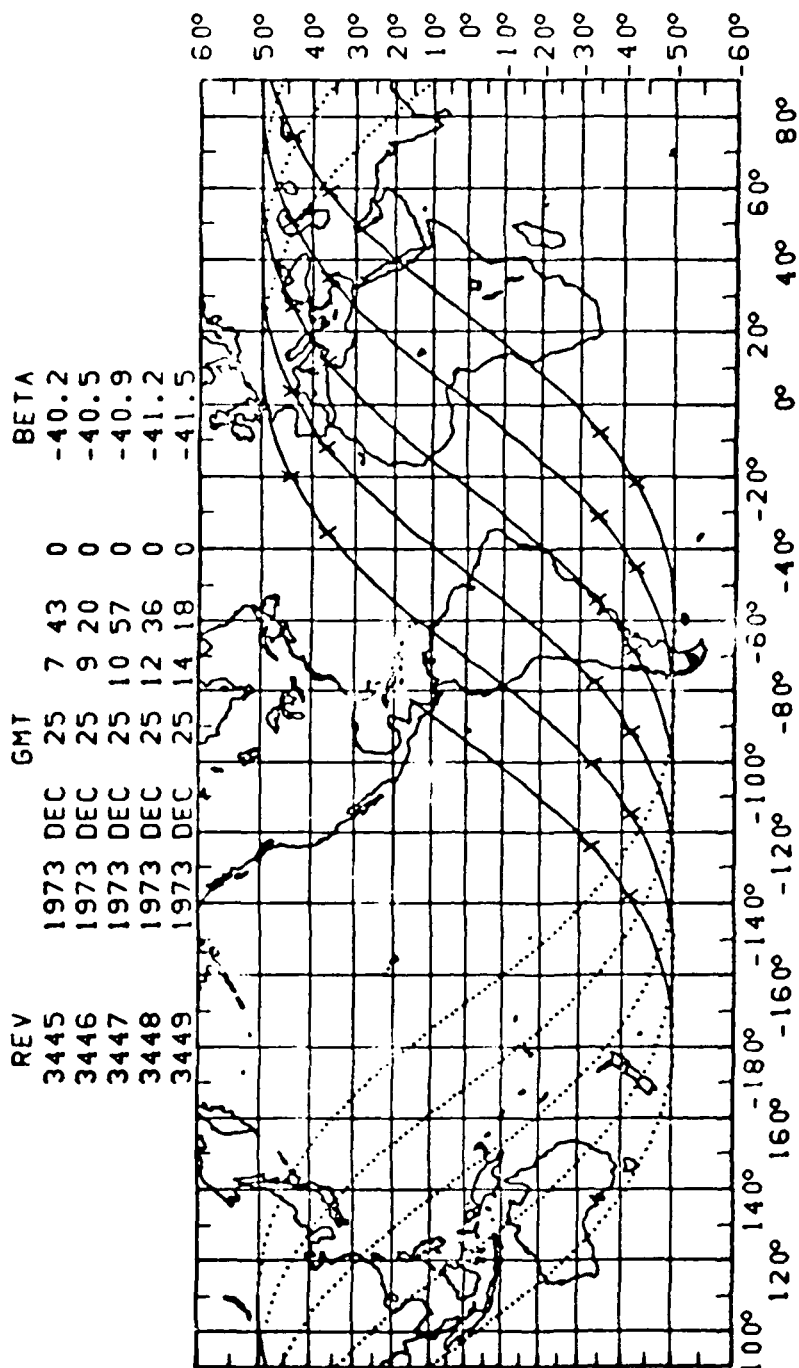 REV GMT BETA
3445 1973 DEC 25 7 43 0 -40.2
3446 1973 DEC 25 9 20 0 -40.5
3447 1973 DEC 25 10 57 0 -40.9
3448 1973 DEC 25 12 36 0 -41.2
3449 1973 DEC 25 14 18 0 -41.5
60°
50°
40°
30°
20°
10°
0°
-10°
-20°
-30°
-40°
-50°
-60°
100° 120° 140° 160° -180° -160° -140° -120° -100° -80° -60° -40° -20° 0° 20° 40° 60° 80°